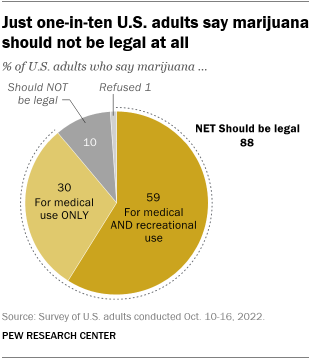 Just one-in-ten U.S. adults say marijuana
should not be legal at all
% of U.S. adults who say marijuana ...
Should NOT
be legal
Refused 1
NET Should be legal
88
10
30
For medical
use ONLY
59
For medical
AND recreational
use
Source: Survey of U.S. adults conducted Oct. 10-16, 2022.
PEW RESEARCH CENTER